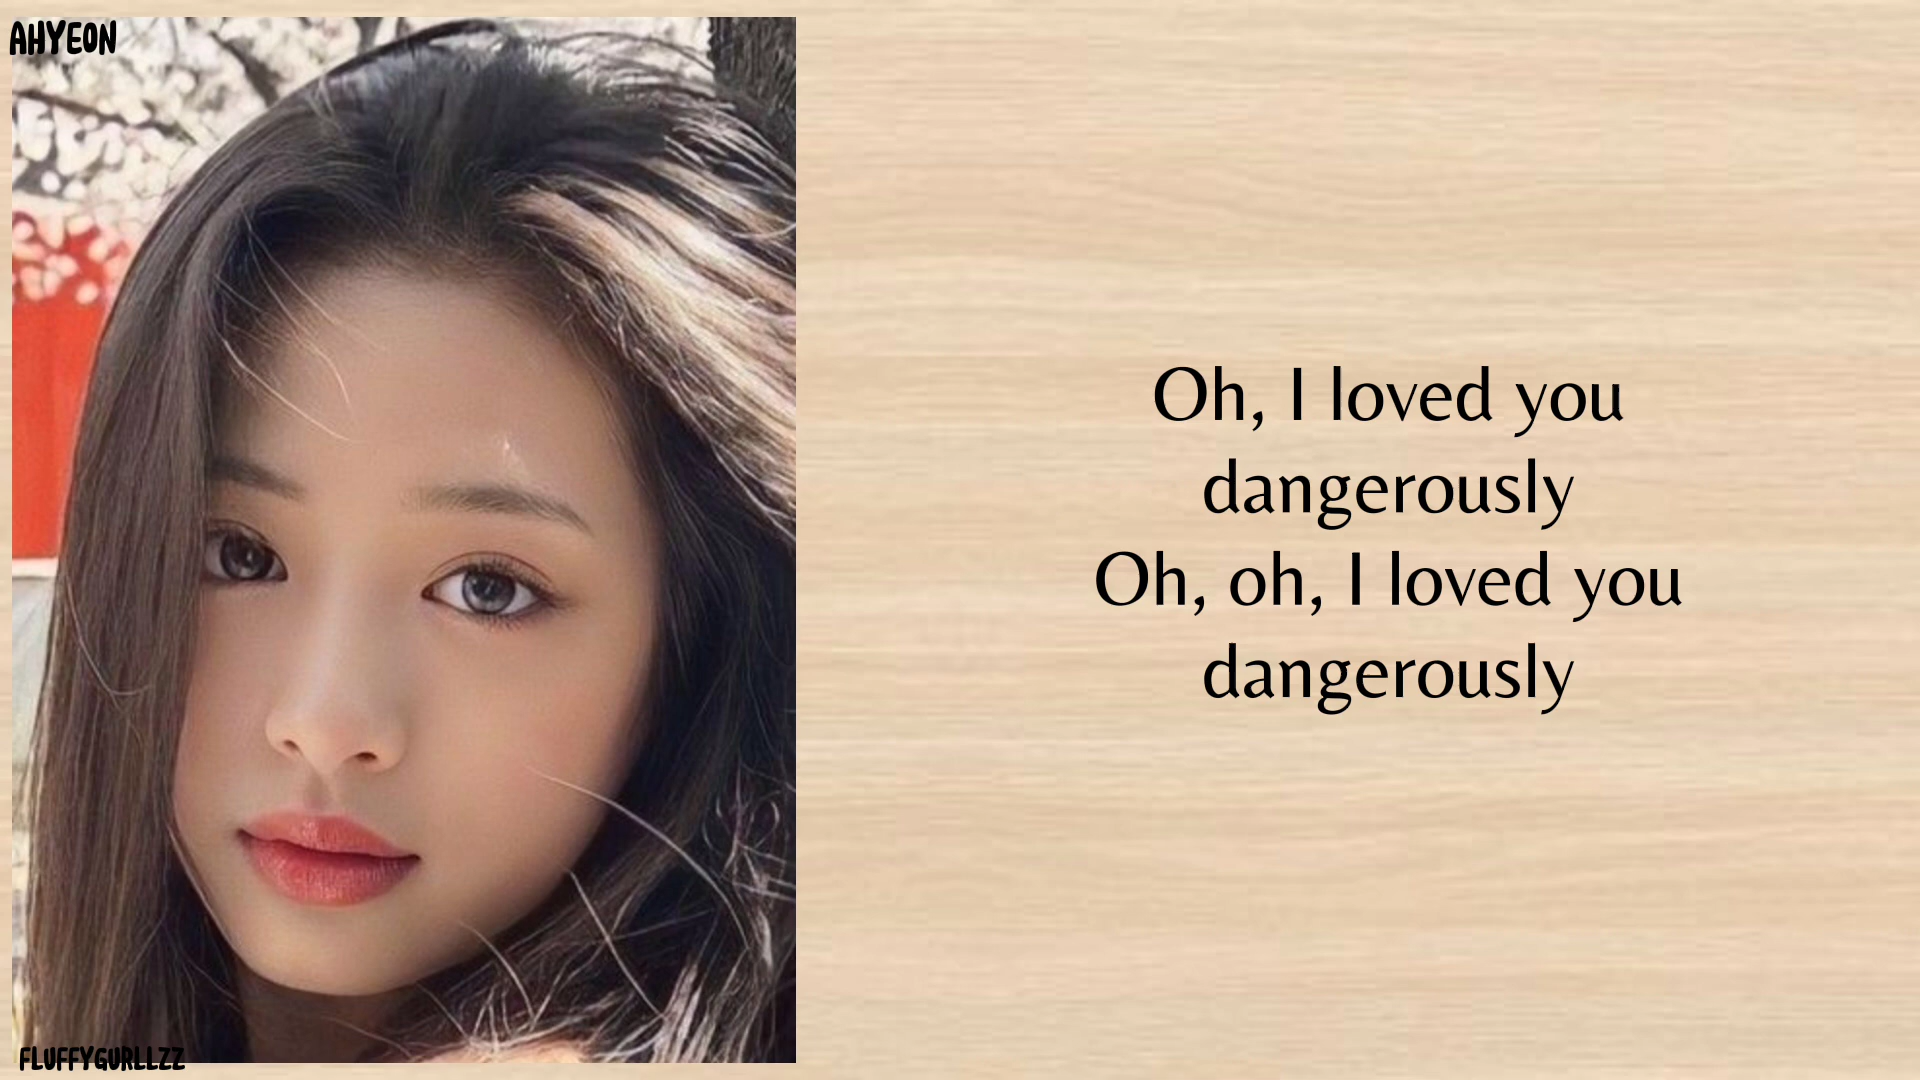 AHYEON
Oh, I loved you
dangerously
Oh, oh, I loved you
dangerously
FLUFFYGURLLZZ